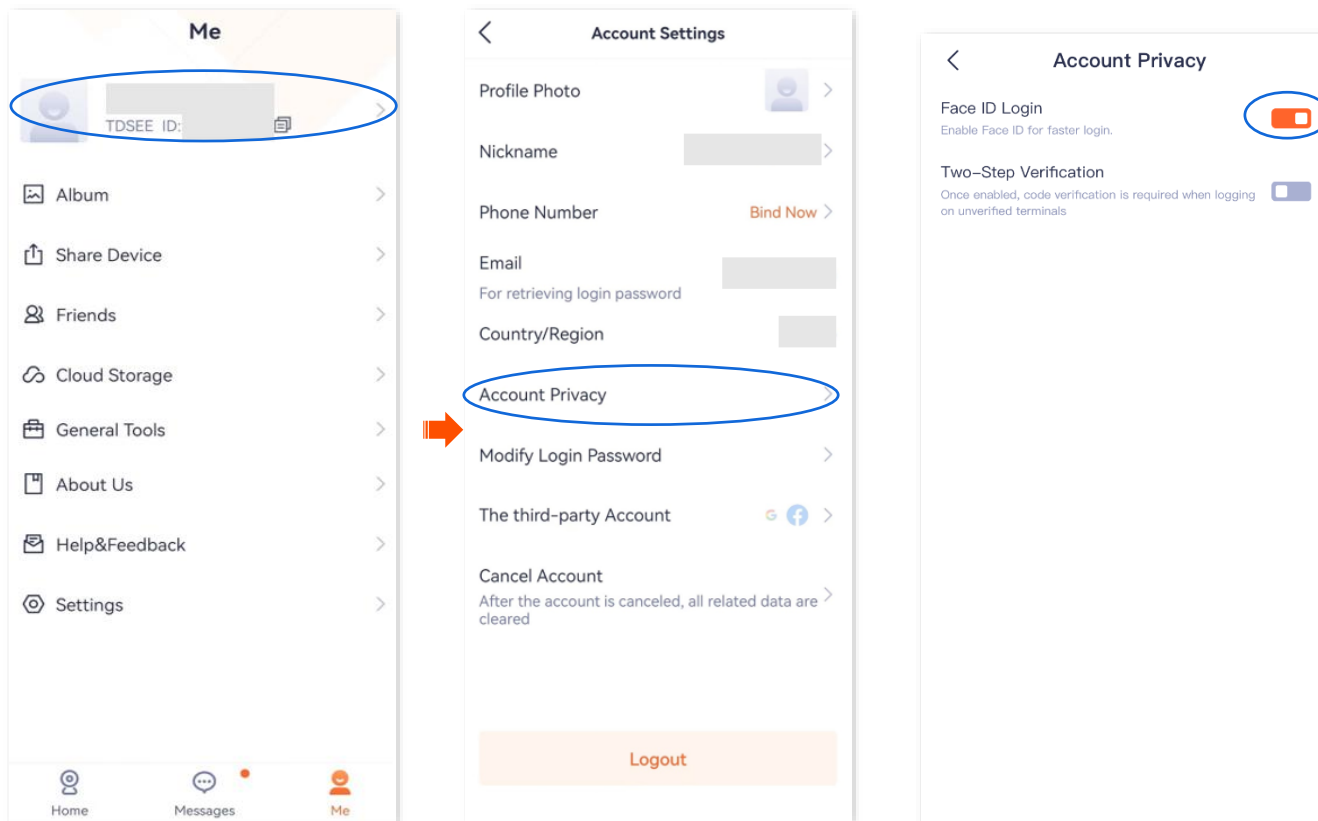 Me
TDSEE ID:
Album
Share Device
Friends
Cloud Storage
General Tools
About Us
Help&Feedback
Settings
Home
Messages
Me
Account Settings
Profile Photo
Nickname
Phone Number
Bind Now
Email
For retrieving login password
Country/Region
Account Privacy
Modify Login Password
The third-party Account
G f
Cancel Account
After the account is canceled, all related data are
cleared
Logout
Account Privacy
Face ID Login
Enable Face ID for faster login.
Two-Step Verification
Once enabled, code verification is required when logging
on unverified terminals